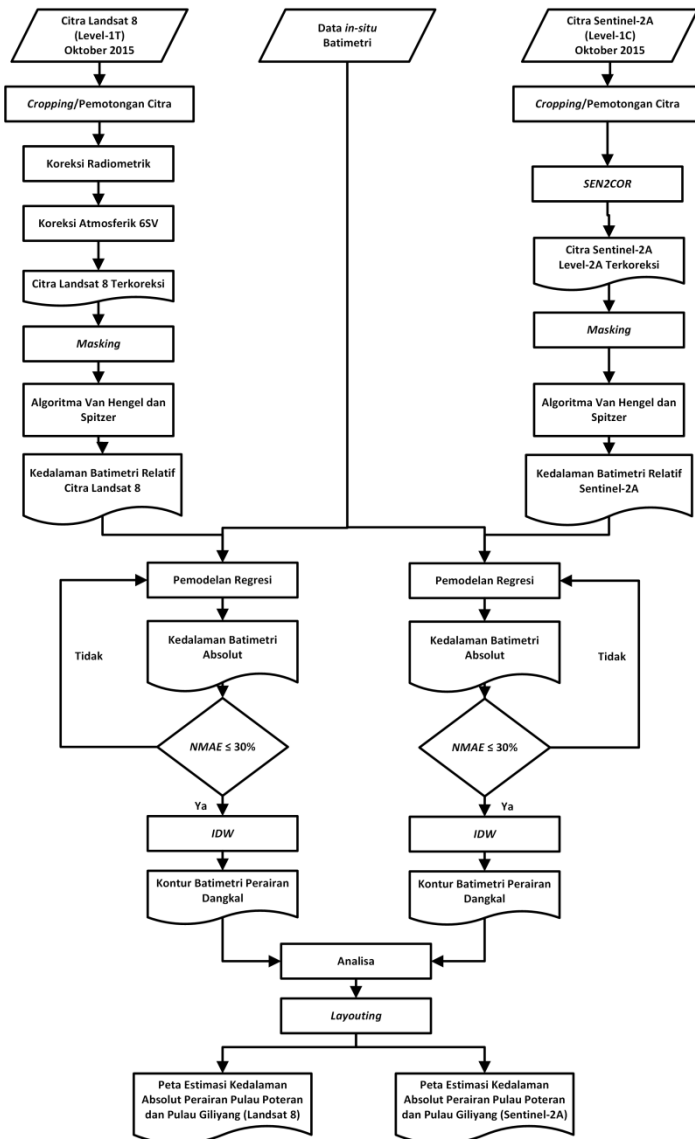 Citra Landsat 8
(Level-1T)
Oktober 2015
Data in-situ
Batimetri
Citra Sentinel-2A
(Level-1C)
Oktober 2015
Cropping/Pemotongan Citra
Cropping/Pemotongan Citra
Koreksi Radiometrik
SEN2COR
Koreksi Atmosferik 6SV
Citra Sentinel-2A
Level-2A Terkoreksi
Citra Landsat 8 Terkoreksi
Masking
Masking
Algoritma Van Hengel dan
Spitzer
Algoritma Van Hengel dan
Spitzer
Kedalaman Batimetri Relatif
Citra Landsat 8
Kedalaman Batimetri Relatif
Sentinel-2A
Pemodelan Regresi
Pemodelan Regresi
Kedalaman Batimetri
Absolut
Kedalaman Batimetri
Absolut
Tidak
Tidak
NMAE ≤ 30%
NMAE ≤ 30%
Ya
Ya
IDW
IDW
Kontur Batimetri Perairan
Dangkal
Kontur Batimetri Perairan
Dangkal
Analisa
Layouting
Peta Estimasi Kedalaman
Absolut Perairan Pulau Poteran
dan Pulau Giliyang (Landsat 8)
Peta Estimasi Kedalaman
Absolut Perairan Pulau Poteran
dan Pulau Giliyang (Sentinel-2A)